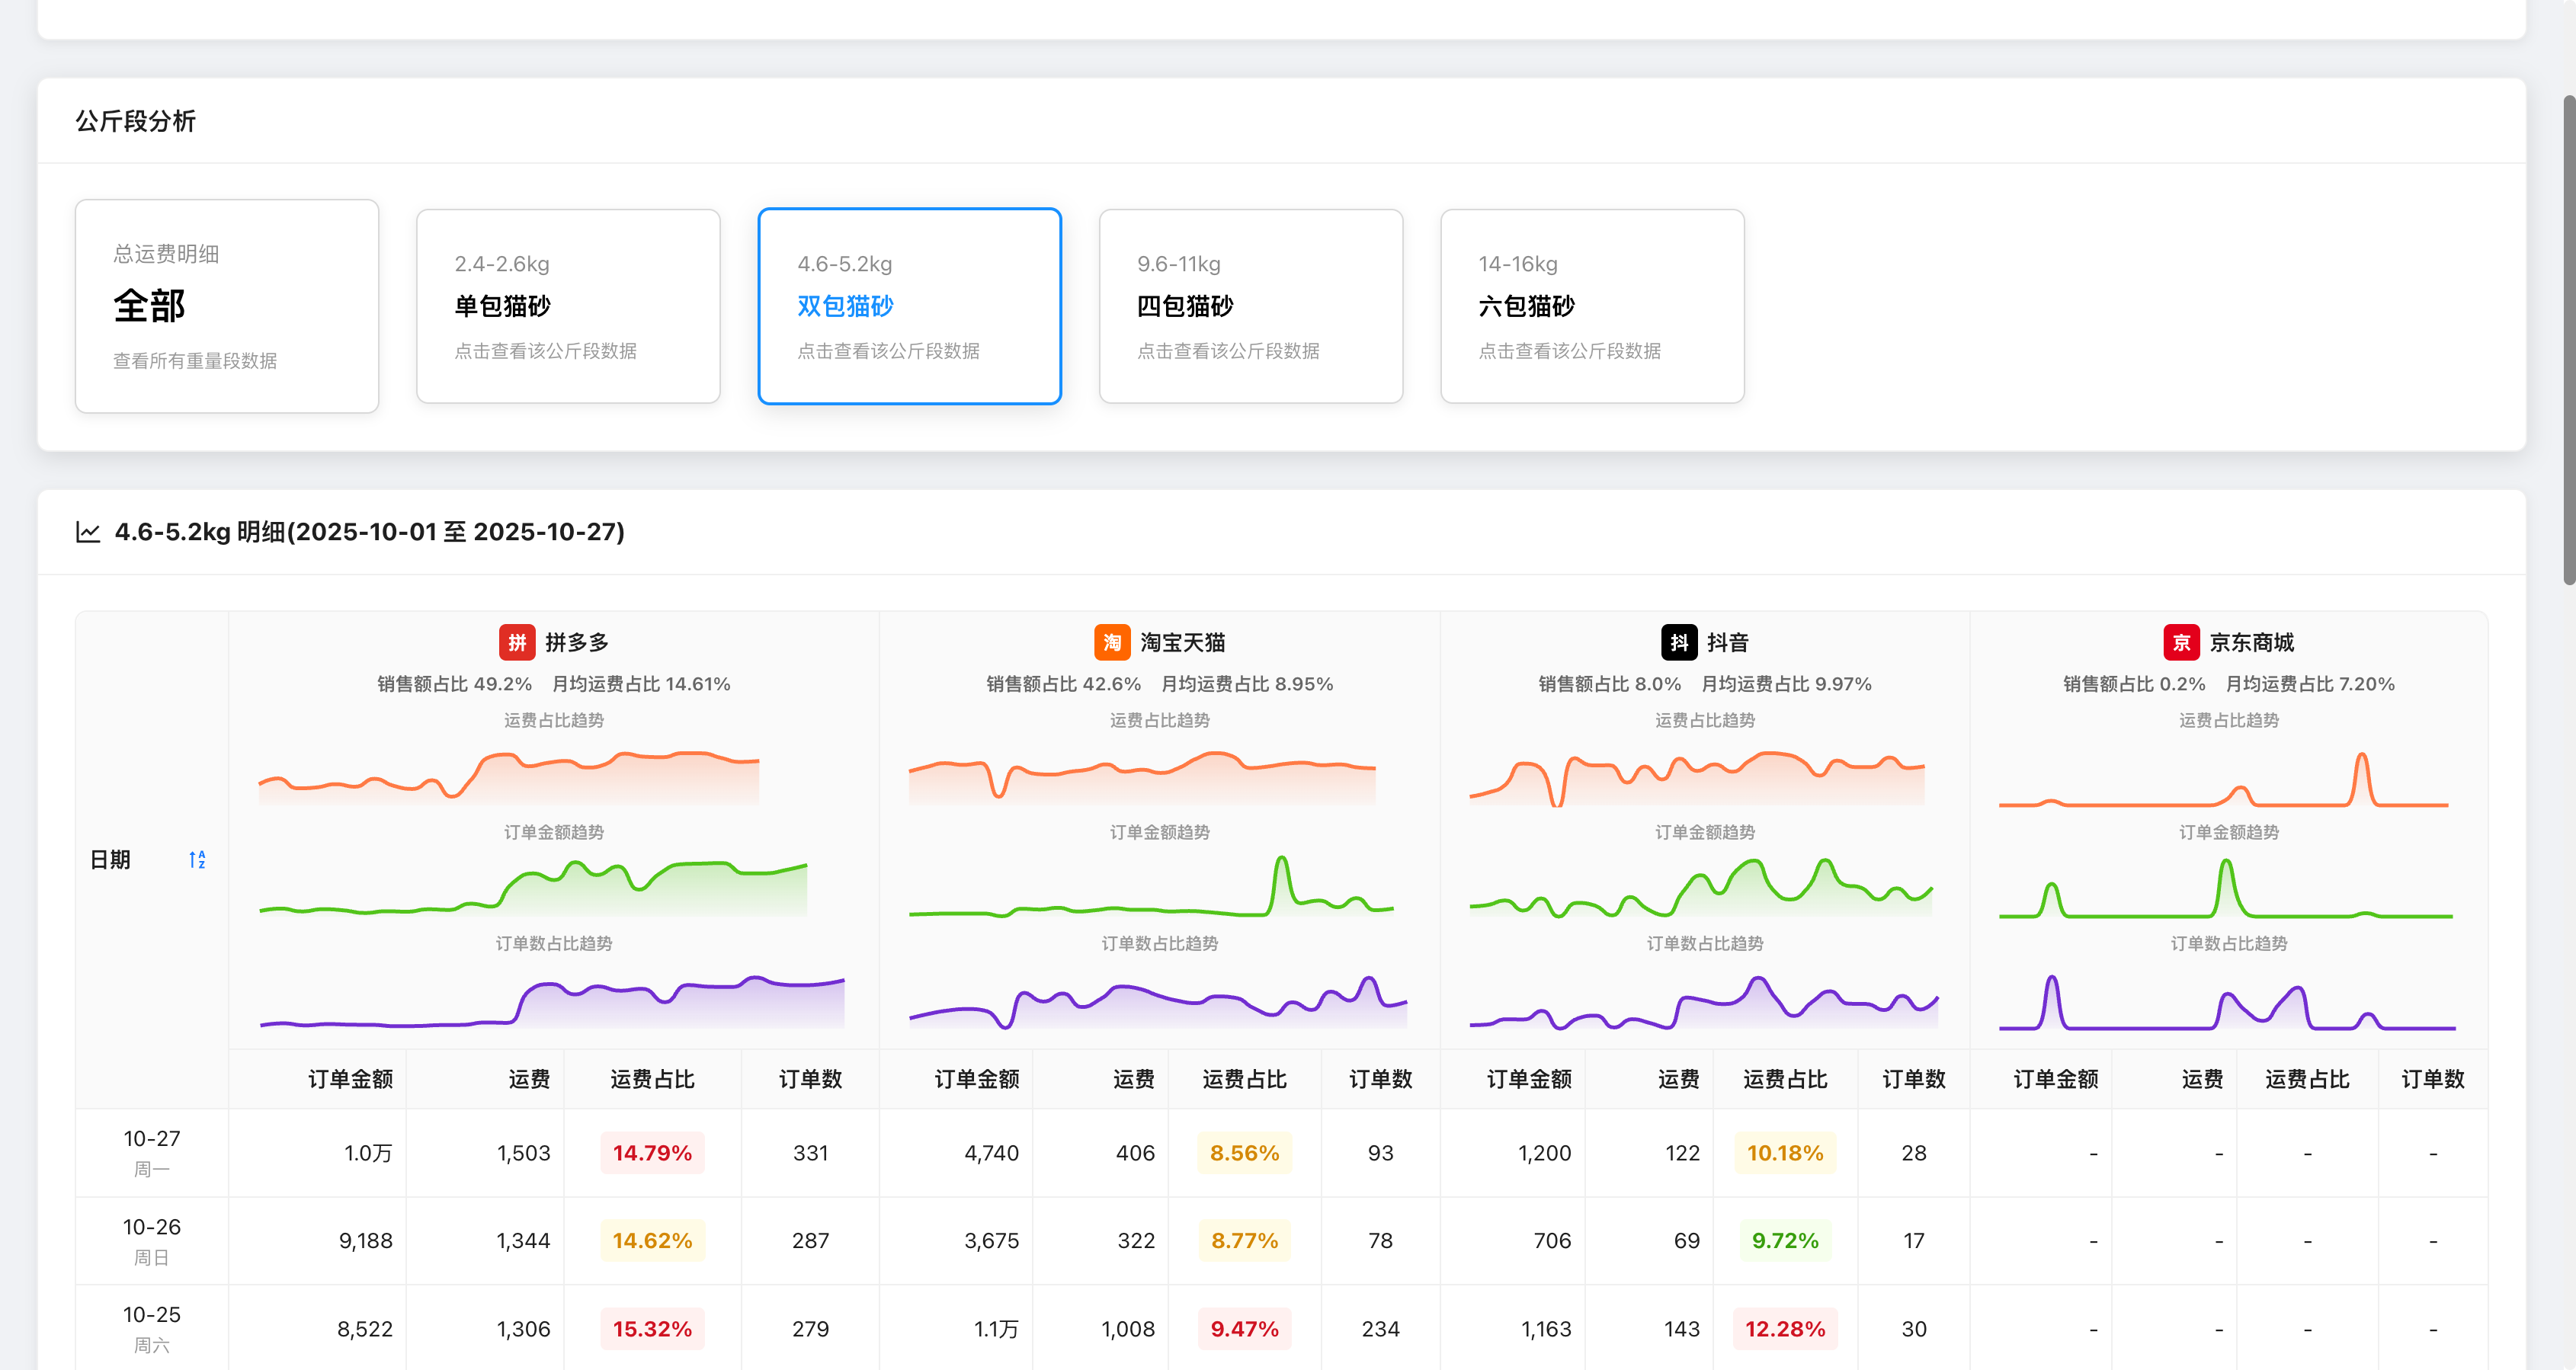 公斤段分析
总运费明细
全部
查看所有重量段数据
2.4-2.6kg
单包猫砂
点击查看该公斤段数据
4.6-5.2kg
双包猫砂
点击查看该公斤段数据
9.6-11kg
四包猫砂
点击查看该公斤段数据
14-16kg
六包猫砂
点击查看该公斤段数据
4.6-5.2kg 明细(2025-10-01 至 2025-10-27)
日期
拼 拼多多
销售额占比 49.2% 月均运费占比 14.61%
运费占比趋势
订单金额趋势
订单数占比趋势
淘 淘宝天猫
销售额占比 42.6% 月均运费占比 8.95%
运费占比趋势
订单金额趋势
订单数占比趋势
抖 抖音
销售额占比 8.0% 月均运费占比 9.97%
运费占比趋势
订单金额趋势
订单数占比趋势
京 京东商城
销售额占比 0.2% 月均运费占比 7.20%
运费占比趋势
订单金额趋势
订单数占比趋势
订单金额 运费 运费占比 订单数 订单金额 运费 运费占比 订单数 订单金额 运费 运费占比 订单数 订单金额 运费 运费占比 订单数
10-27 周一 1.0万 1,503 14.79% 331 4,740 406 8.56% 93 1,200 122 10.18% 28 - - - -
10-26 周日 9,188 1,344 14.62% 287 3,675 322 8.77% 78 706 69 9.72% 17 - - - -
10-25 周六 8,522 1,306 15.32% 279 1.1万 1,008 9.47% 234 1,163 143 12.28% 30 - - - -